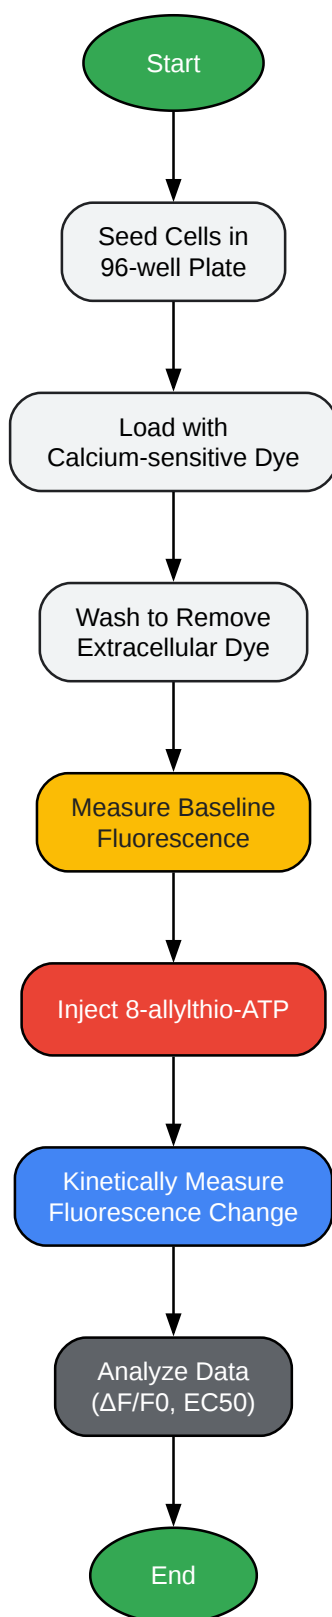 Start
Seed Cells in
96-well Plate
Load with
Calcium-sensitive Dye
Wash to Remove
Extracellular Dye
Measure Baseline
Fluorescence
Inject 8-allylthio-ATP
Kinetically Measure
Fluorescence Change
Analyze Data
(ΔF/F0, EC50)
End